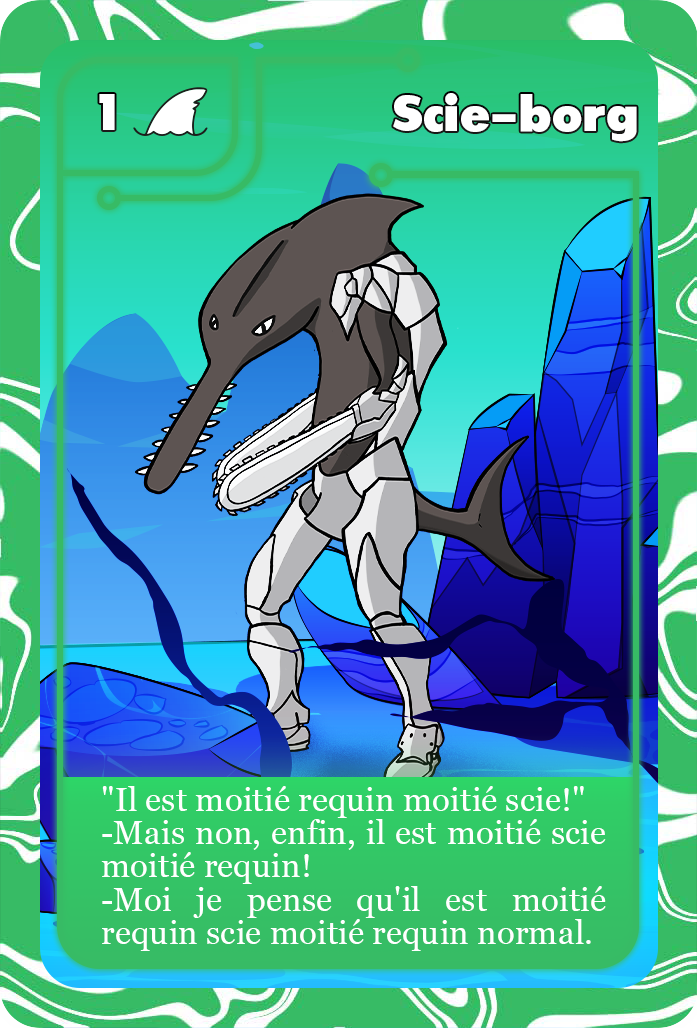 1
Scie-borg
"Il est moitié requin moitié scie!"
-Mais non, enfin, il est moitié scie
moitié requin!
-Moi je pense qu'il est moitié
requin scie moitié requin normal.